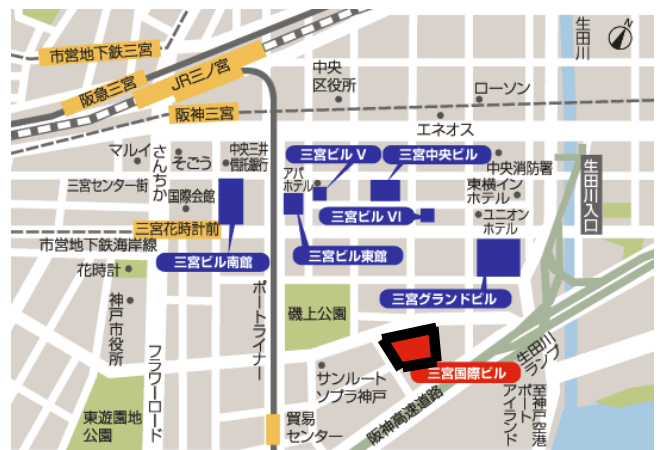 生田川
N
市営地下鉄三宮
JR三ノ宮
中央
区役所
阪急三宮
ローソン
阪神三宮
エネオス
マルイ
さんちか
そごう
中央三井
信託銀行
三宮ビル V
三宮中央ビル
中央消防署
生田川入口
アパ
ホテル
三宮センター街
国際会館
東横イン
ホテル
三宮ビル VI
ユニオン
ホテル
三宮花時計前
市営地下鉄海岸線
三宮ビル南館
三宮ビル東館
花時計
三宮グランドビル
神戸市役所
ポートライナー
磯上公園
フラワーロード
生田川
ランプ
サンルート
ソプラ神戸
三宮国際ビル
阪神高速道路
至神戸空港
ポート
アイランド
東遊園地
公園
貿易
センター